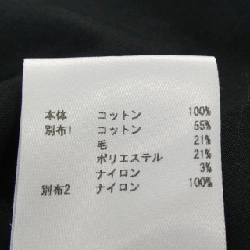 本体 コットン 100%
別布1 コットン 55%
毛 21%
ポリエステル 21%
ナイロン 3%
別布2 ナイロン 100%